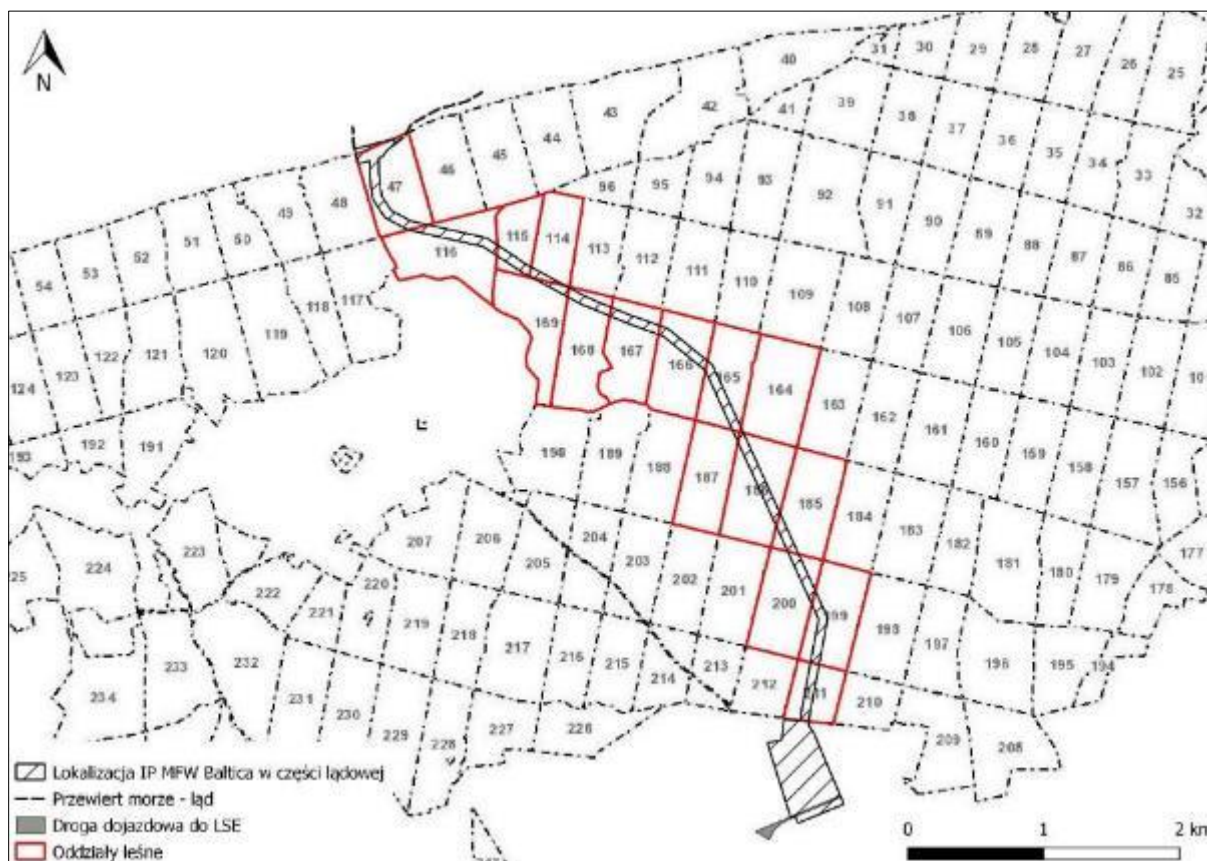 N
31 30 29 28 27 26 25
40
41 39 38 37 36 35 34 33 32
47 46 45 44 43 42
54 53 52 51 50 49 48
96 95 94 93 92 91 90 89 88 87 86 85
116 115 114 113 112 111 110 109 108 107 106 105 104 103 102 10
124 123 122 121 120 119 118 117
169 168 167 166 165 164 163 162 161 160 159 158 157 156
193 192 191
189 188 187 186 185 184 183 182 181 180 179 178 177
25 224 223 222 221 220 207 206 205 204 203 202 201 200 199 197 196 195 194
234 233 232 231 230 229 228 227 226
219 218 217 216 215 214 213 212 211 210 209 208
Lokalizacja IP MFW Baltica w części lądowej
Przewiert morze - ląd
Droga dojazdowa do LSE
Oddziały leśne
0 1 2 km